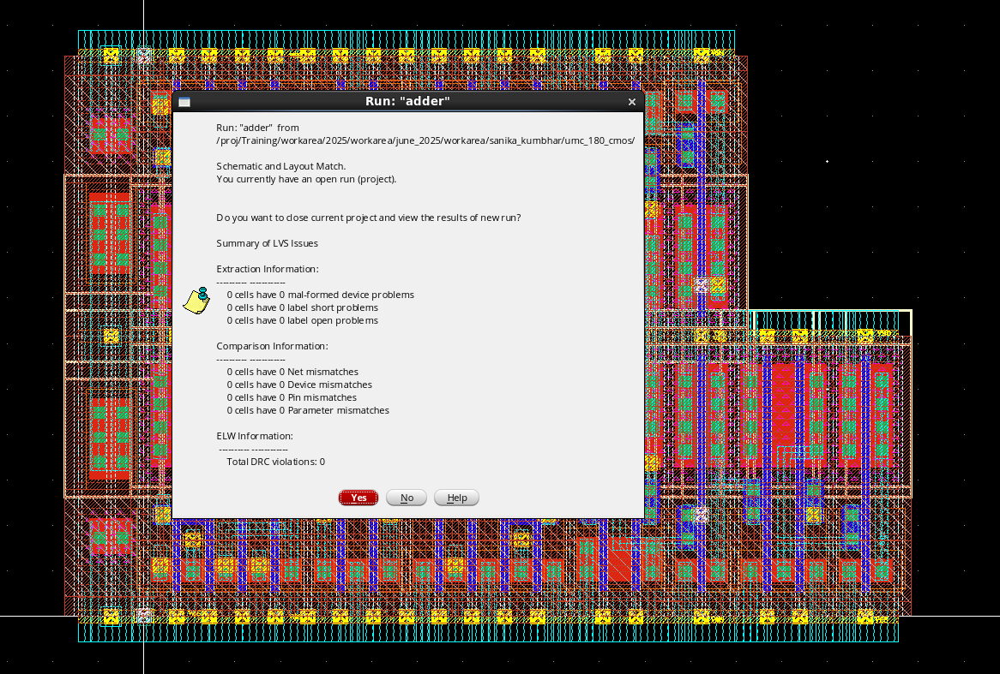 Run: "adder"
Run: "adder" from
/proj/Training/workarea/2025/workarea/june_2025/workarea/sanika_kumbhar/umc_180_cmos/
Schematic and Layout Match.
You currently have an open run (project).
Do you want to close current project and view the results of new run?
Summary of LVS Issues
Extraction Information:
---------- ------------
0 cells have 0 mal-formed device problems
0 cells have 0 label short problems
0 cells have 0 label open problems
Comparison Information:
---------- ------------
0 cells have 0 Net mismatches
0 cells have 0 Device mismatches
0 cells have 0 Pin mismatches
0 cells have 0 Parameter mismatches
ELW Information:
---------- ------------
Total DRC violations: 0
Yes No Help